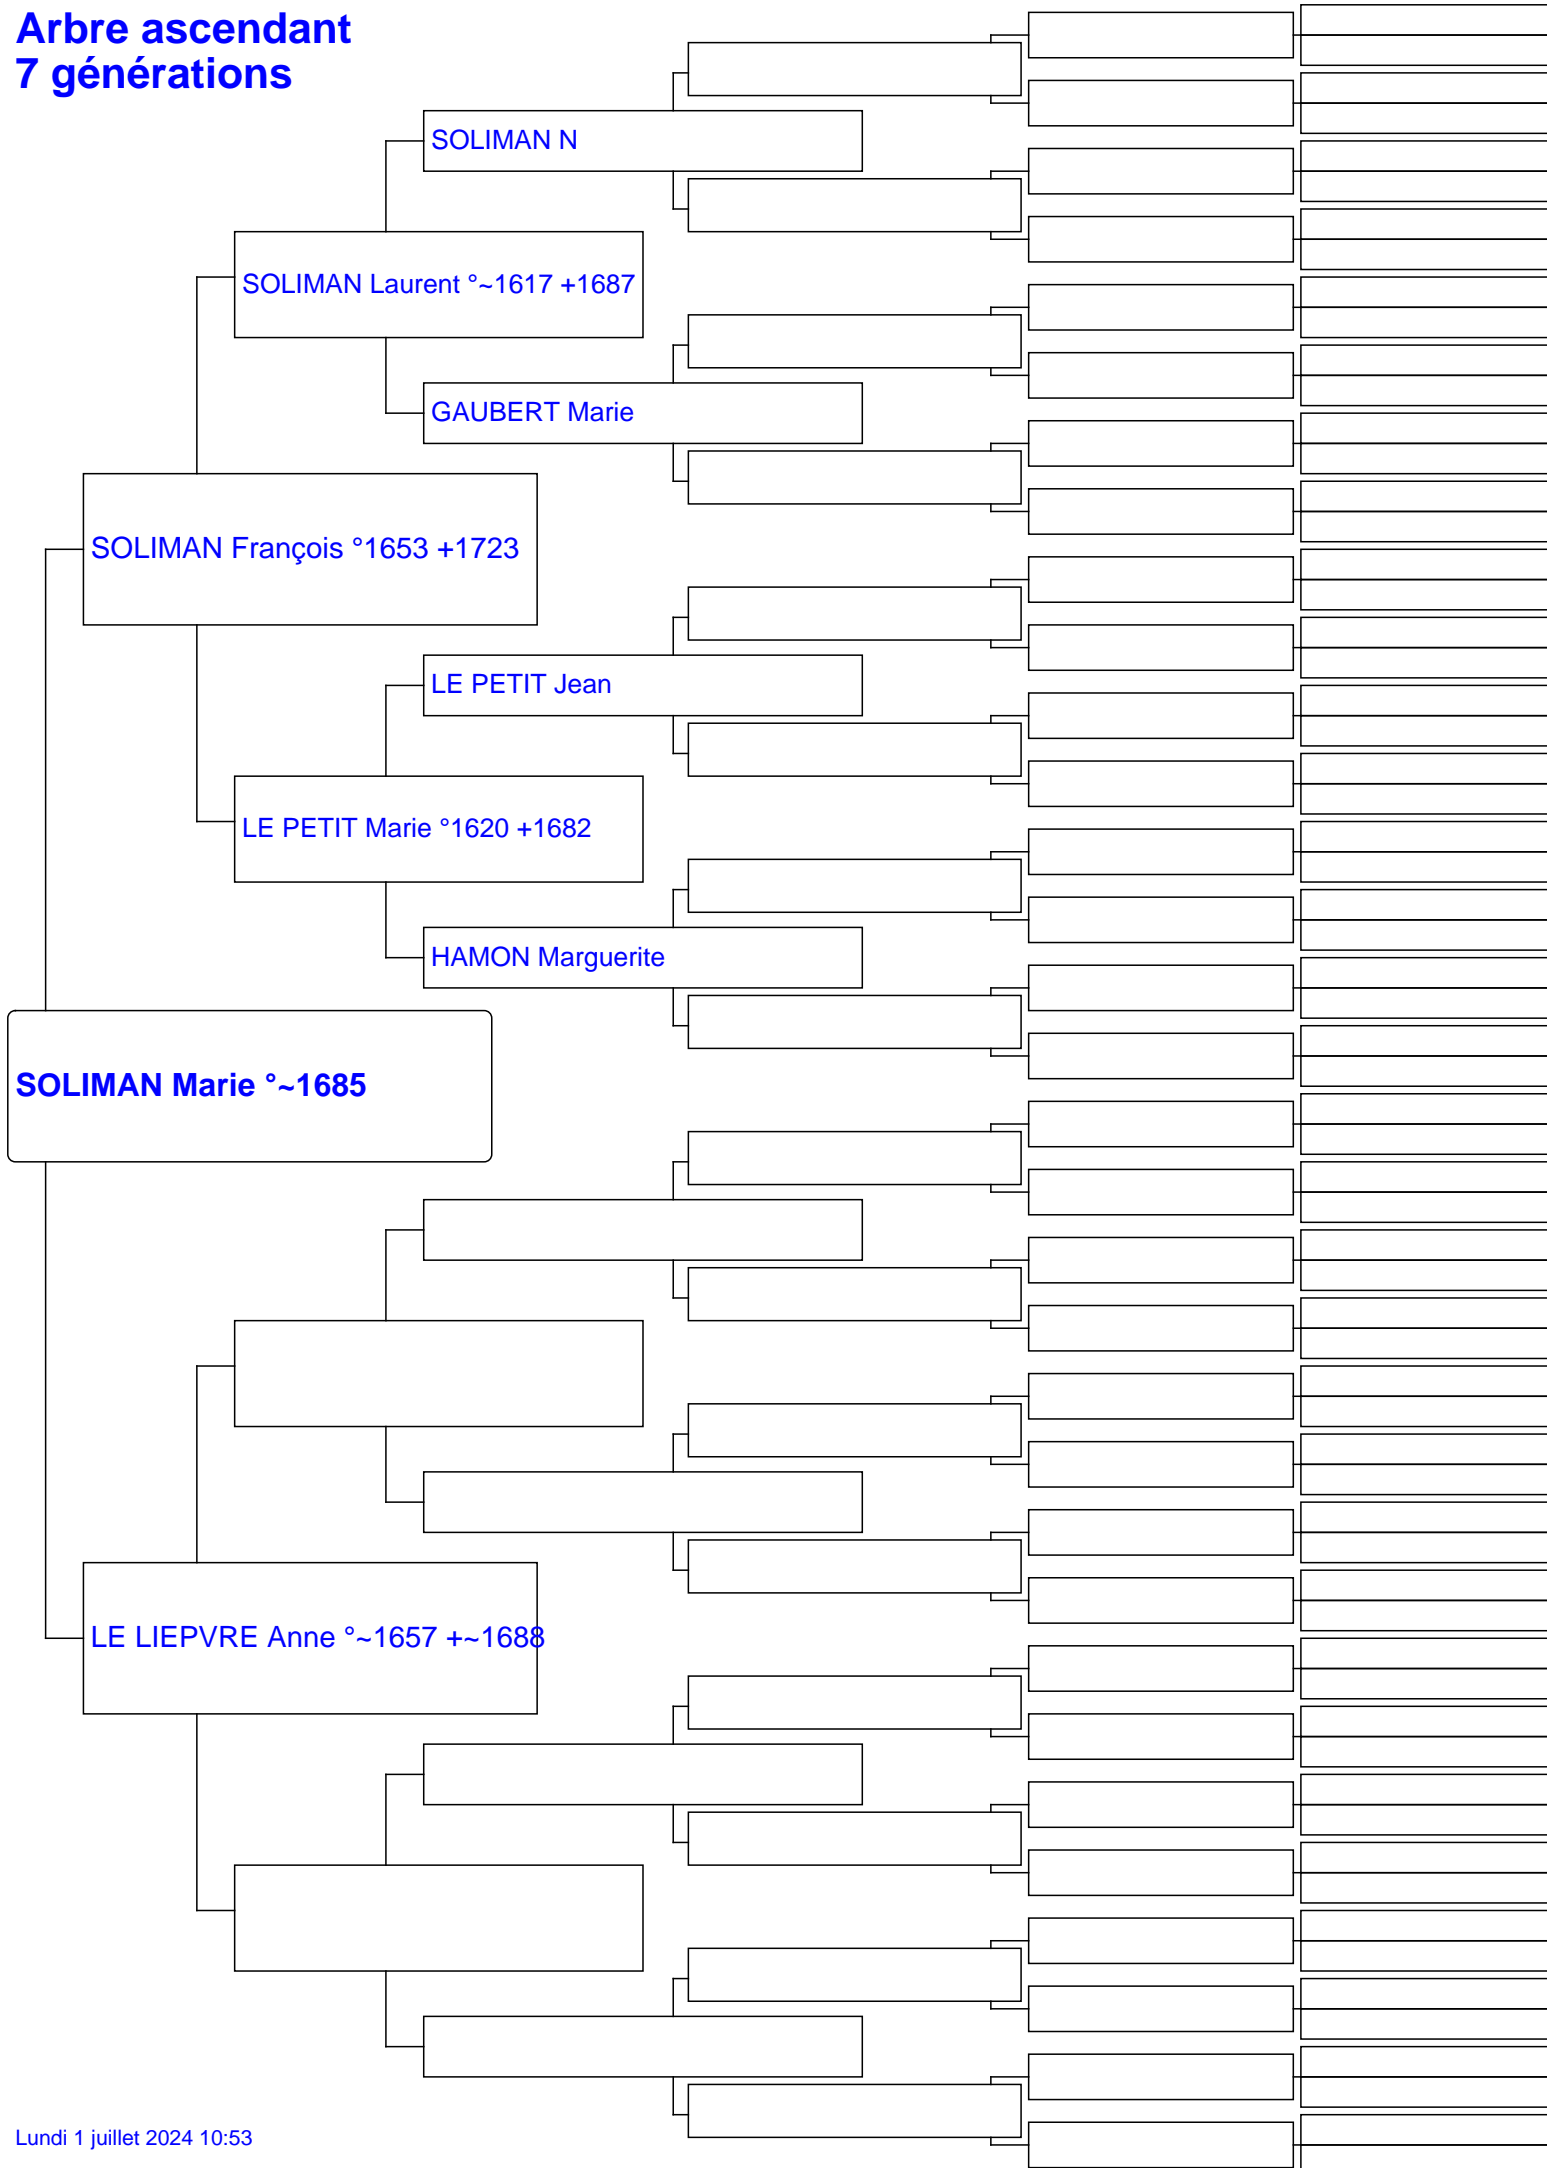 Arbre ascendant
7 générations
SOLIMAN N
SOLIMAN Laurent °~1617 +1687
GAUBERT Marie
SOLIMAN François °1653 +1723
LE PETIT Jean
LE PETIT Marie °1620 +1682
HAMON Marguerite
SOLIMAN Marie °~1685
LE LIEPVRE Anne °~1657 +~1688
Lundi 1 juillet 2024 10:53